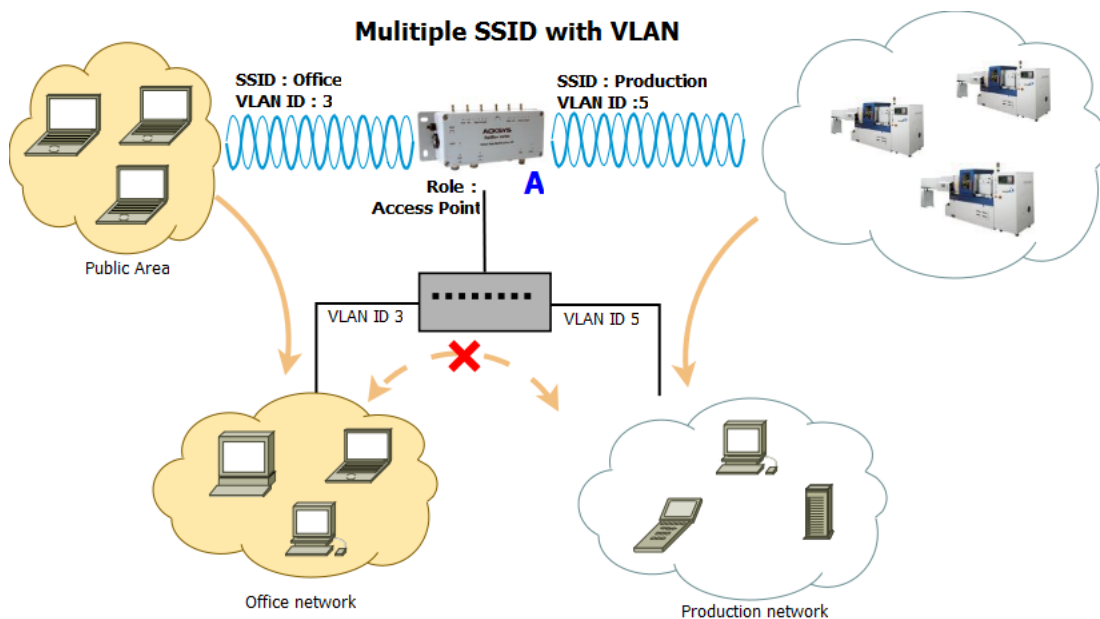 Mulitiple SSID with VLAN
SSID : Office
VLAN ID : 3
SSID : Production
VLAN ID :5
ACKSYS
A
Role :
Access Point
Public Area
VLAN ID 3
VLAN ID 5
Office network
Production network